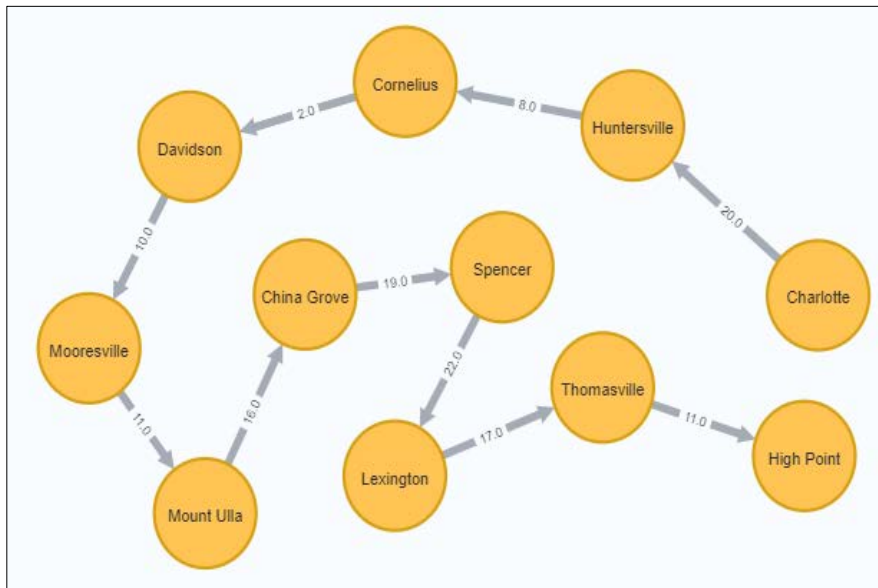 Cornelius
2.0
8.0
Huntersville
Davidson
20.0
10.0
Spencer
China Grove
19.0
Charlotte
Mooresville
22.0
Thomasville
11.0
16.0
11.0
17.0
High Point
Lexington
Mount Ulla